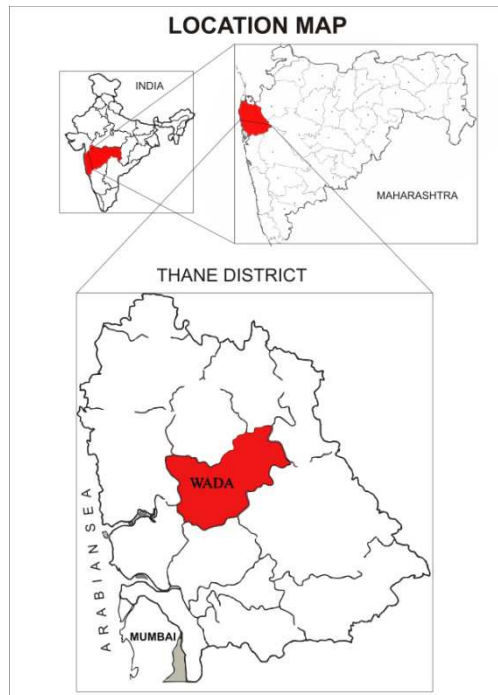 LOCATION MAP
INDIA
MAHARASHTRA
THANE DISTRICT
WADA
ARABIAN SEA
MUMBAI